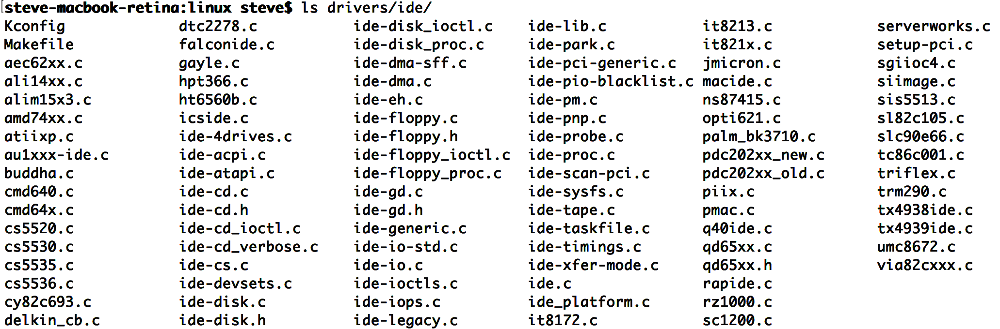 steve-macbook-retina:linux steve$ ls drivers/ide/
Kconfig dtc2278.c ide-disk_ioctl.c ide-lib.c it8213.c serverworks.c
Makefile falconide.c ide-disk_proc.c ide-park.c it821x.c setup-pci.c
aec62xx.c gayle.c ide-dma-sff.c ide-pci-generic.c jmicron.c sgiioc4.c
ali14xx.c hpt366.c ide-dma.c ide-pio-blacklist.c macide.c siimage.c
alim15x3.c ht6560b.c ide-eh.c ide-pm.c ns87415.c sis5513.c
amd74xx.c icside.c ide-floppy.c ide-pnp.c opti621.c sl82c105.c
atiixp.c ide-4drives.c ide-floppy.h ide-probe.c palm_bk3710.c slc90e66.c
au1xxx-ide.c ide-acpi.c ide-floppy_ioctl.c ide-proc.c pdc202xx_new.c tc86c001.c
buddha.c ide-atapi.c ide-floppy_proc.c ide-scan-pci.c pdc202xx_old.c triflex.c
cmd640.c ide-cd.c ide-gd.c ide-sysfs.c piix.c trm290.c
cmd64x.c ide-cd.h ide-gd.h ide-tape.c pmac.c tx4938ide.c
cs5520.c ide-cd_ioctl.c ide-generic.c ide-taskfile.c q40ide.c tx4939ide.c
cs5530.c ide-cd_verbose.c ide-io-std.c ide-timings.c qd65xx.c umc8672.c
cs5535.c ide-cs.c ide-io.c ide-xfer-mode.c qd65xx.h via82cxxx.c
cs5536.c ide-devsets.c ide-ioctls.c ide.c rapide.c
cy82c693.c ide-disk.c ide-iops.c ide_platform.c rz1000.c
delkin_cb.c ide-disk.h ide-legacy.c it8172.c sc1200.c